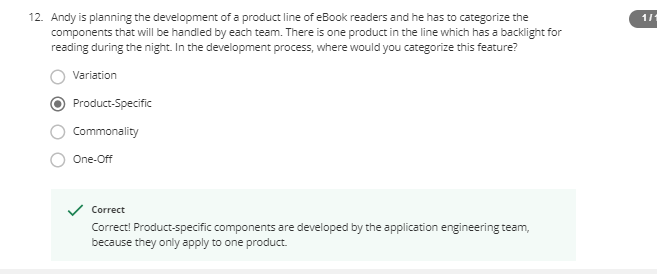 12. Andy is planning the development of a product line of eBook readers and he has to categorize the
1/1
components that will be handled by each team. There is one product in the line which has a backlight for
reading during the night. In the development process, where would you categorize this feature?
Variation
Product-Specific
Commonality
One-Off
Correct
Correct! Product-specific components are developed by the application engineering team,
because they only apply to one product.